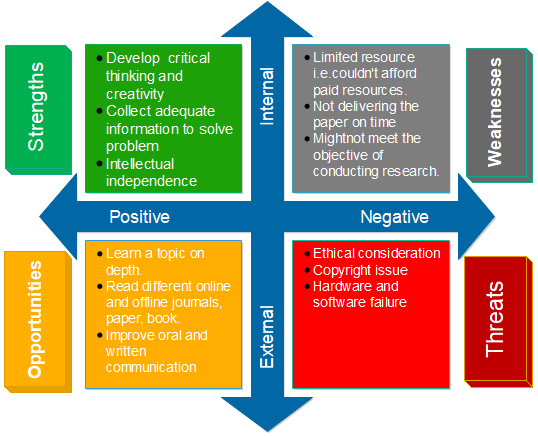 Strengths
• Develop critical
thinking and
creativity
• Collect adequate
information to solve
problem
• Intellectual
independence
Internal
• Limited resource
i.e.couldn't afford
paid resources.
• Not delivering the
paper on time
• Mightnot meet the
objective of
conducting research.
Weaknesses
Positive
Negative
Opportunities
• Learn a topic on
depth.
• Read different online
and offline journals,
paper, book.
• Improve oral and
written
communication
External
• Ethical consideration
• Copyright issue
• Hardware and
software failure
Threats